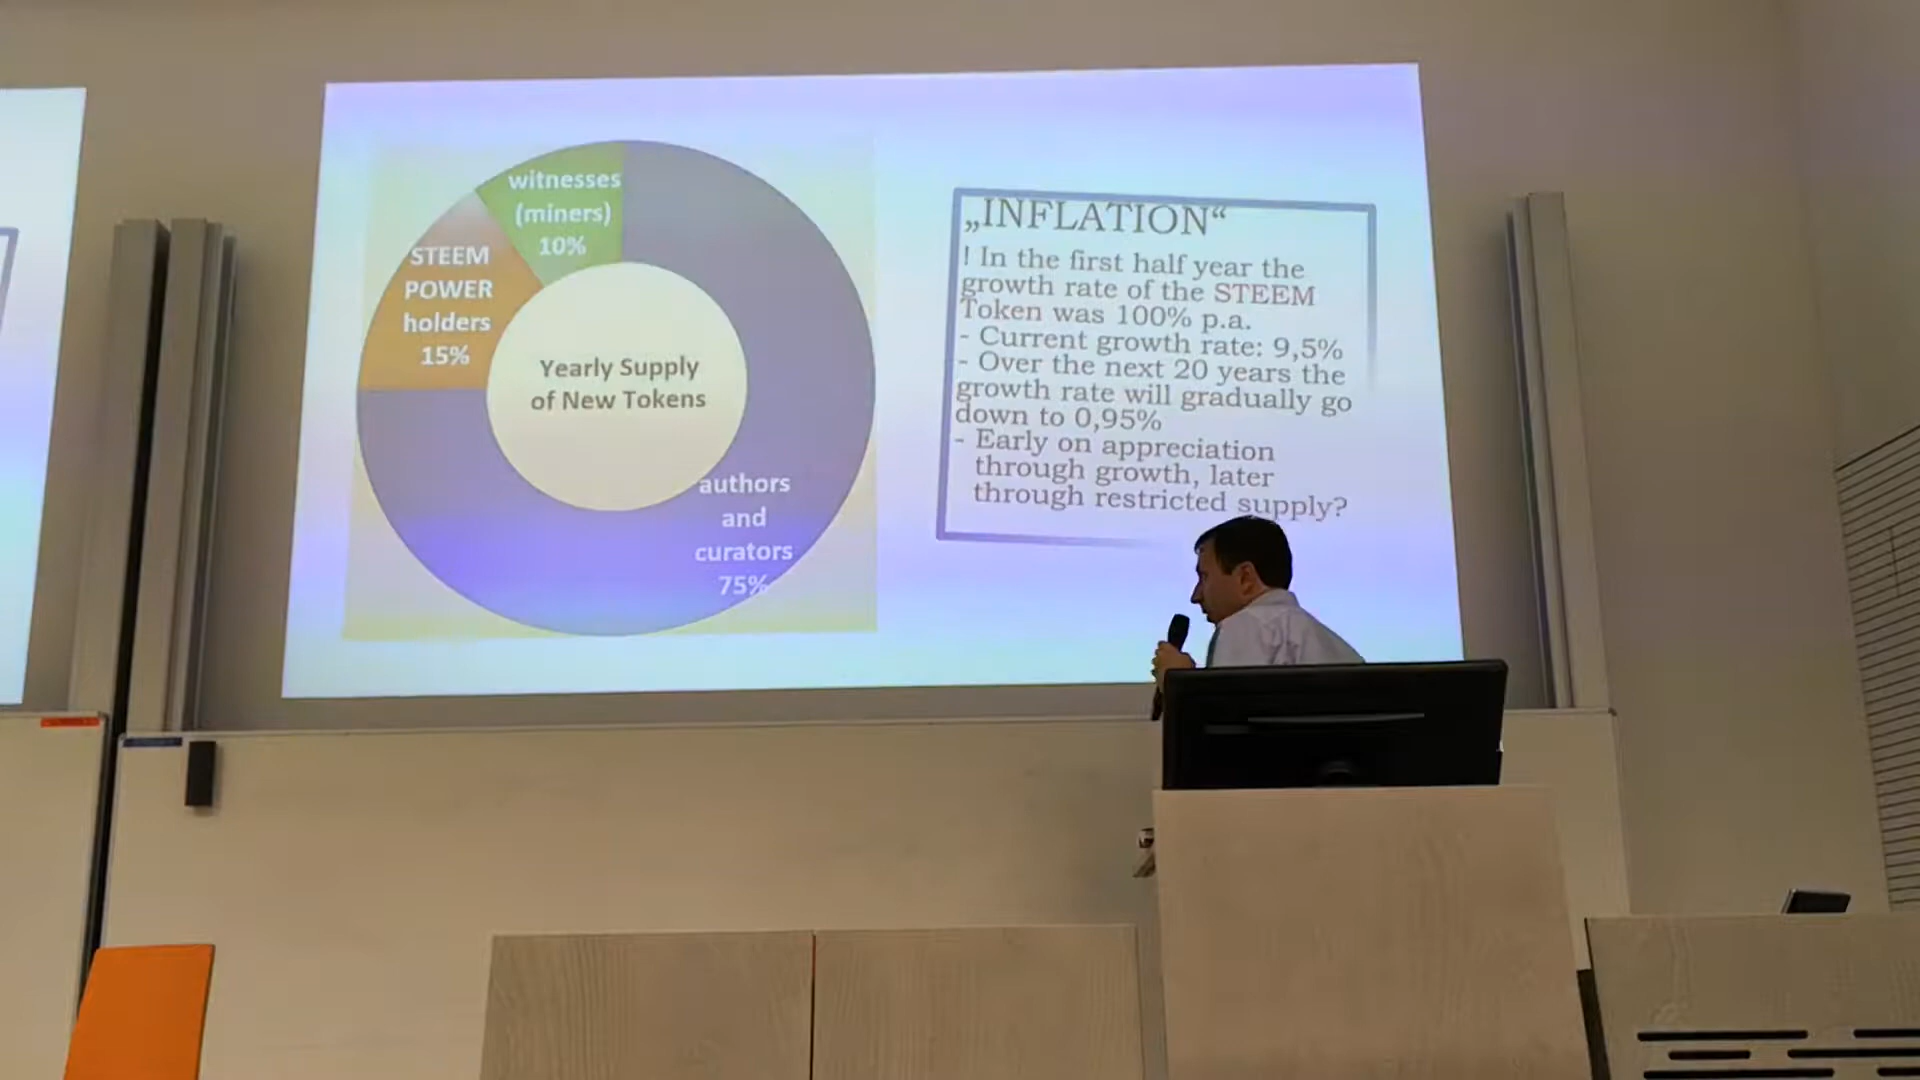 witnesses
(miners)
10%
STEEM
POWER
holders
15%
Yearly Supply
of New Tokens
authors
and
curators
75%
„INFLATION“
! In the first half year the
growth rate of the STEEM
Token was 100% p.a.
- Current growth rate: 9,5%
- Over the next 20 years the
growth rate will gradually go
down to 0,95%
- Early on appreciation
through growth, later
through restricted supply?